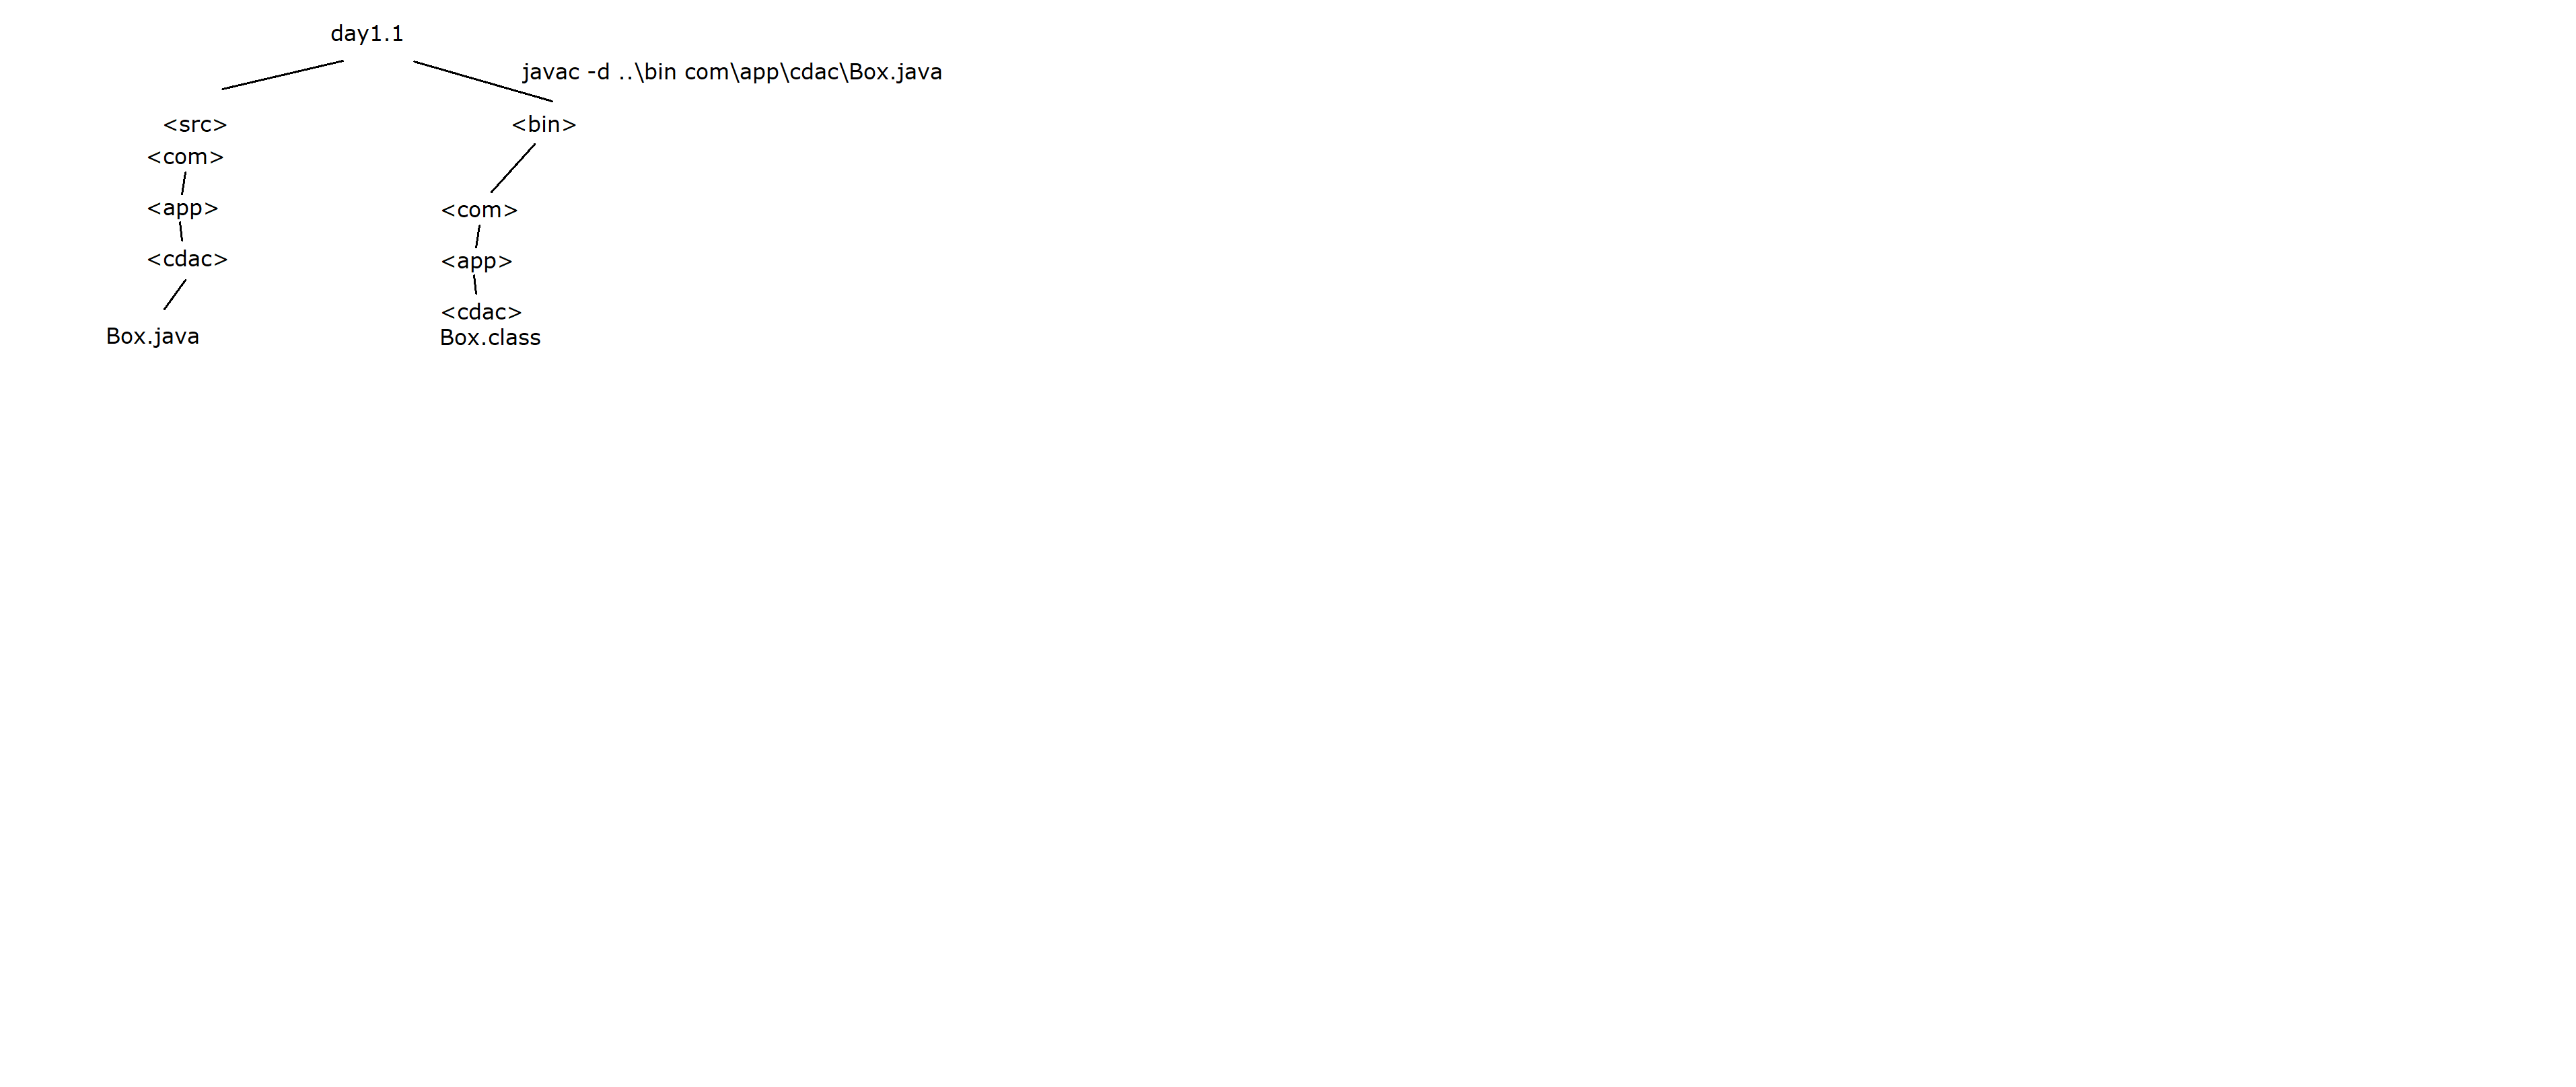 day1.1
javac -d ..\bin com\app\cdac\Box.java
<src>
<com>
<app>
<cdac>
Box.java
<bin>
<com>
<app>
<cdac>
Box.class